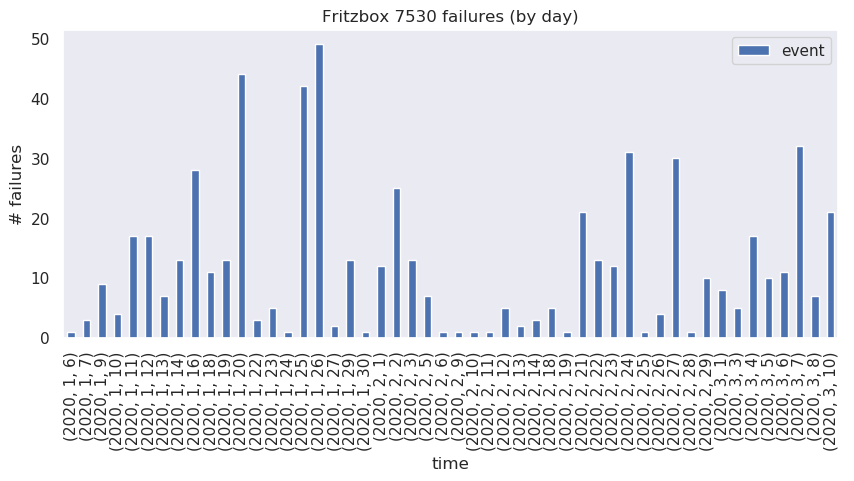 Fritzbox 7530 failures (by day)
event
# failures
50
40
30
20
10
0
(2020, 1, 6)
(2020, 1, 7)
(2020, 1, 9)
(2020, 1, 10)
(2020, 1, 11)
(2020, 1, 12)
(2020, 1, 13)
(2020, 1, 14)
(2020, 1, 16)
(2020, 1, 18)
(2020, 1, 19)
(2020, 1, 20)
(2020, 1, 22)
(2020, 1, 23)
(2020, 1, 24)
(2020, 1, 25)
(2020, 1, 26)
(2020, 1, 27)
(2020, 1, 29)
(2020, 1, 30)
(2020, 2, 1)
(2020, 2, 2)
(2020, 2, 3)
(2020, 2, 5)
(2020, 2, 6)
(2020, 2, 9)
(2020, 2, 10)
(2020, 2, 11)
(2020, 2, 12)
(2020, 2, 13)
(2020, 2, 14)
(2020, 2, 18)
(2020, 2, 19)
(2020, 2, 21)
(2020, 2, 22)
(2020, 2, 23)
(2020, 2, 24)
(2020, 2, 25)
(2020, 2, 26)
(2020, 2, 27)
(2020, 2, 28)
(2020, 2, 29)
(2020, 3, 1)
(2020, 3, 3)
(2020, 3, 4)
(2020, 3, 5)
(2020, 3, 6)
(2020, 3, 7)
(2020, 3, 8)
(2020, 3, 10)
time